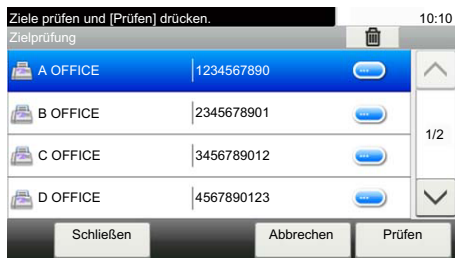 Ziele prüfen und [Prüfen] drücken. 10:10
Zielprüfung
A OFFICE 1234567890
B OFFICE 2345678901
1/2
C OFFICE 3456789012
D OFFICE 4567890123
Schließen Abbrechen Prüfen